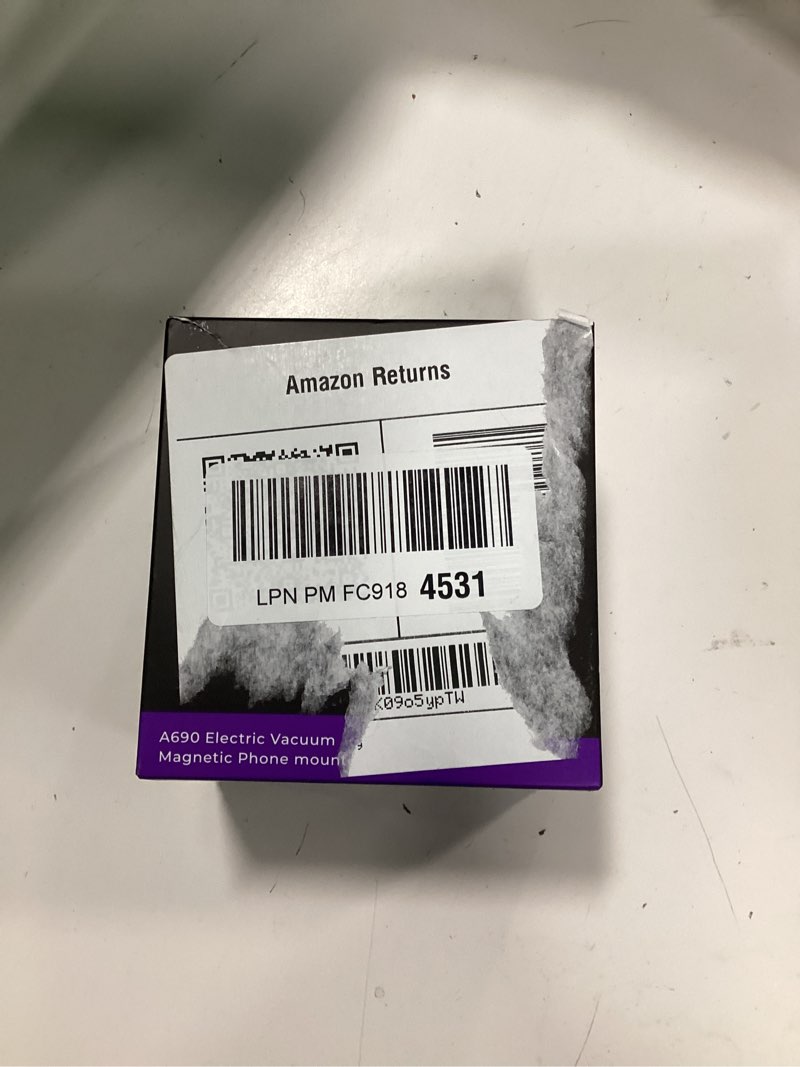 Amazon Returns
LPN PM FC918 4531
K09o5ypTW
A690 Electric Vacuum
Magnetic Phone mount